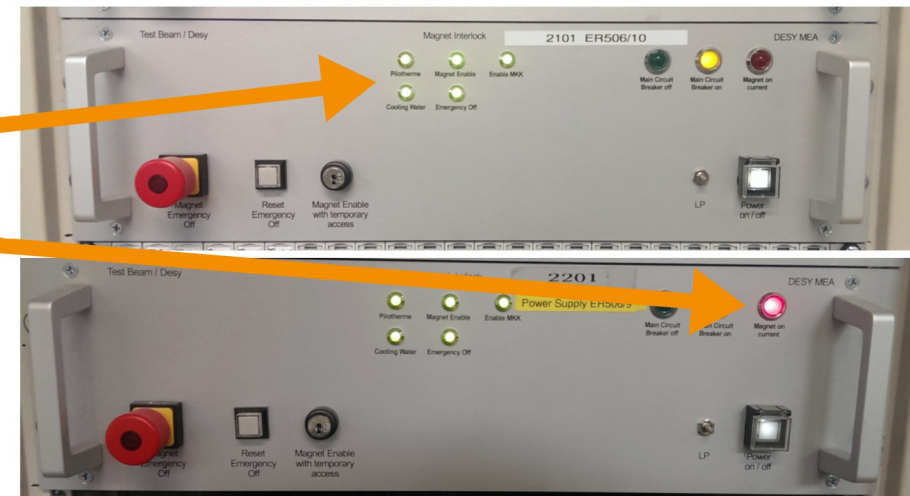 Test Beam / Desy
Magnet Interlock
2101 ER506/10
DESY MEA
Pilotherme
Magnet Enable
Enable MKK
Main Circuit
Breaker off
Main Circuit
Breaker on
Magnet on
current
Cooling Water
Emergency Off
Magnet
Emergency
Off
Reset
Emergency
Off
Magnet Enable
with temporary
access
LP
Power
on / off
Test Beam / Desy
2201
DESY MEA
Power Supply ER506/9
Pilotherme
Magnet Enable
Enable MKK
Main Circuit
Breaker off
Circuit
Breaker on
Magnet on
current
Cooling Water
Emergency Off
Magnet
Emergency
Off
Reset
Emergency
Off
Magnet Enable
with temporary
access
LP
Power
on / off